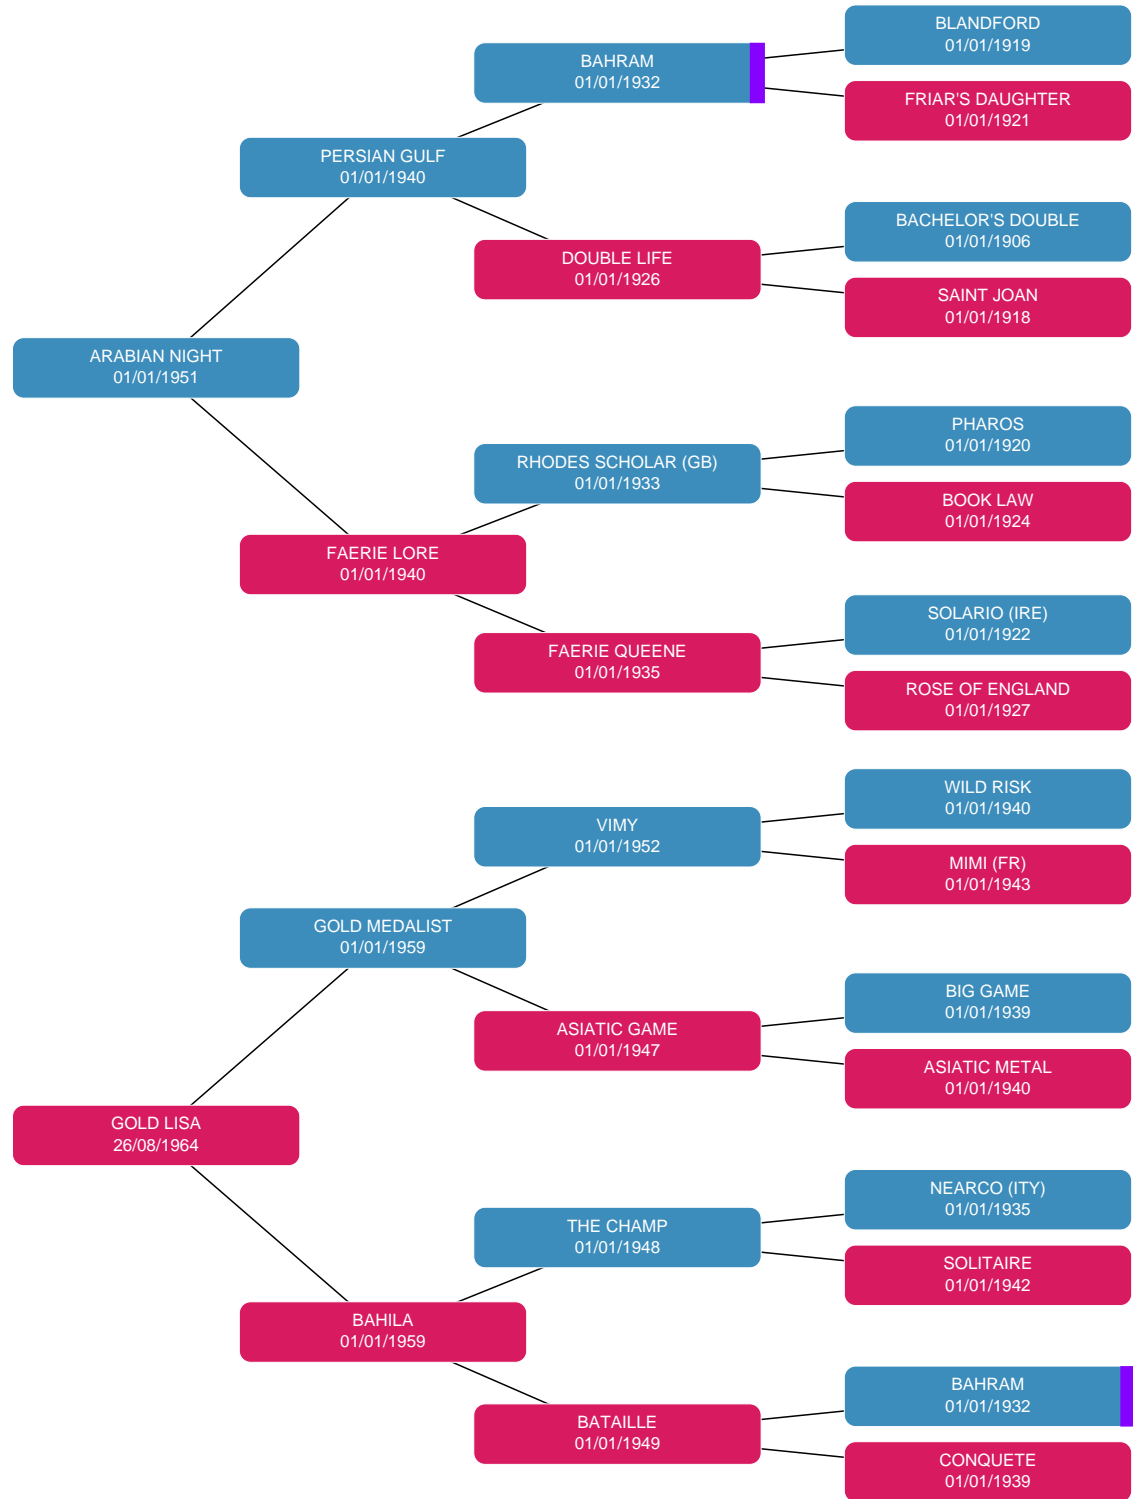 BLANDFORD
01/01/1919
BAHRAM
01/01/1932
FRIAR'S DAUGHTER
01/01/1921
PERSIAN GULF
01/01/1940
BACHELOR'S DOUBLE
01/01/1906
DOUBLE LIFE
01/01/1926
SAINT JOAN
01/01/1918
ARABIAN NIGHT
01/01/1951
PHAROS
01/01/1920
RHODES SCHOLAR (GB)
01/01/1933
BOOK LAW
01/01/1924
FAERIE LORE
01/01/1940
SOLARIO (IRE)
01/01/1922
FAERIE QUEENE
01/01/1935
ROSE OF ENGLAND
01/01/1927
WILD RISK
01/01/1940
VIMY
01/01/1952
MIMI (FR)
01/01/1943
GOLD MEDALIST
01/01/1959
BIG GAME
01/01/1939
ASIATIC GAME
01/01/1947
ASIATIC METAL
01/01/1940
GOLD LISA
26/08/1964
NEARCO (ITY)
01/01/1935
THE CHAMP
01/01/1948
SOLITAIRE
01/01/1942
BAHILA
01/01/1959
BAHRAM
01/01/1932
BATAILLE
01/01/1949
CONQUETE
01/01/1939